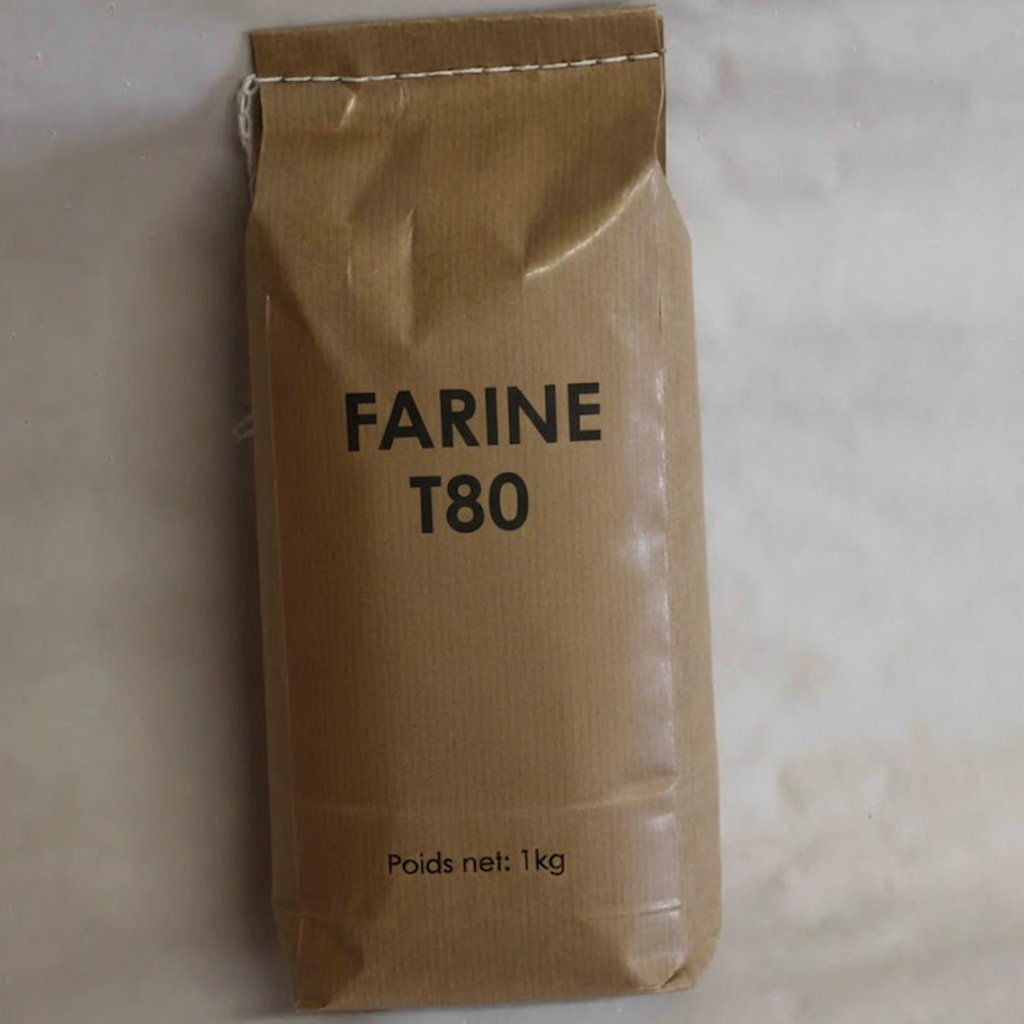 FARINE
T80
Poids net: 1kg